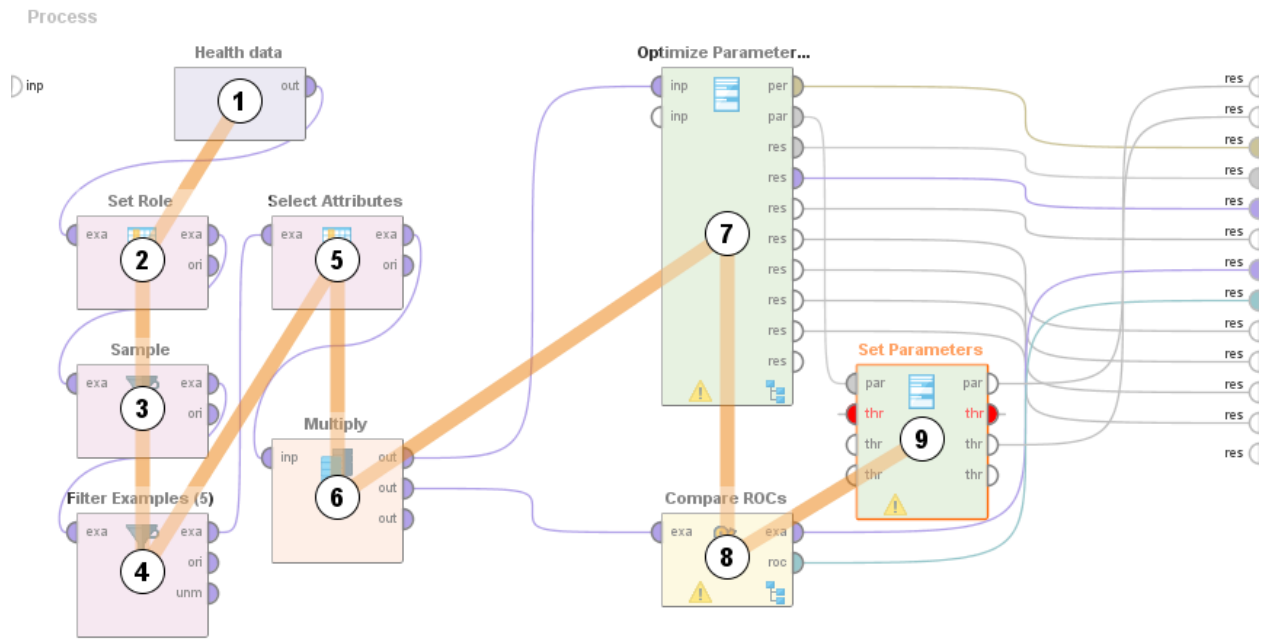 Process
inp
Health data
out
1
Set Role
exa exa
ori
2
Sample
exa exa
ori
3
Filter Examples (5)
exa exa
ori
unm
4
Select Attributes
exa exa
ori
5
Multiply
inp out
out
out
6
Optimize Parameter...
inp per
inp par
res
res
res
res
res
res
res
res
7
Compare ROCs
exa exa
roc
8
Set Parameters
par par
thr thr
thr thr
thr thr
9
res
res
res
res
res
res
res
res
res
res
res
res
res